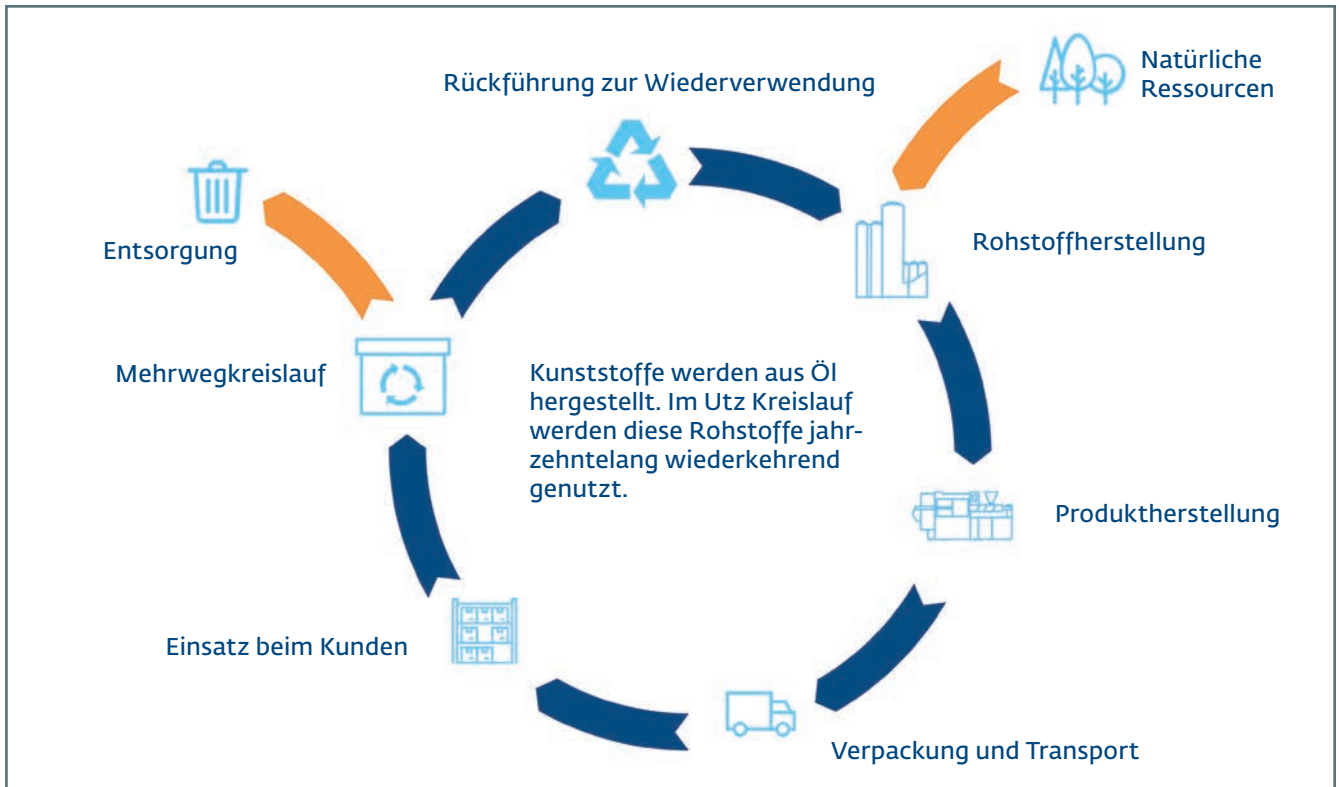 Natürliche
Ressourcen
Rückführung zur Wiederverwendung
Entsorgung
Rohstoffherstellung
Mehrwegkreislauf
Kunststoffe werden aus Öl
hergestellt. Im Utz Kreislauf
werden diese Rohstoffe jahr-
zehntelang wiederkehrend
genutzt.
Produktherstellung
Einsatz beim Kunden
Verpackung und Transport